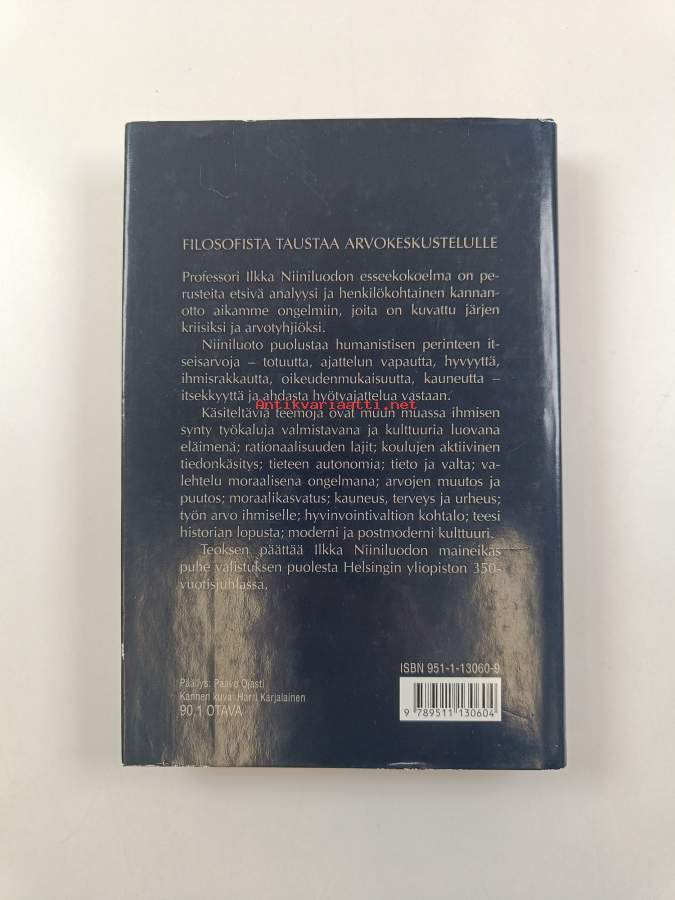 FILOSOFISTA TAUSTAA ARVOKESKUSTELULLE
Professori Ilkka Niiniluodon esseekokoelma on pe-
rusteita etsivä analyysi ja henkilökohtainen kannan-
otto aikamme ongelmiin, joita on kuvattu järjen
kriisiksi ja arvotyhjiöksi.
Niiniluoto puolustaa humanistisen perinteen it-
seisarvoja – totuutta, ajattelun vapautta, hyvyyttä,
ihmisrakkautta, oikeudenmukaisuutta, kauneutta –
itsekkyyttä ja ahdasta hyötyajattelua vastaan.
Antikvariaatti.net
Käsiteltäviä teemoja ovat muun muassa ihmisen
synty työkaluja valmistavana ja kulttuuria luovana
eläimenä; rationaalisuuden lajit; koulujen aktiivinen
tiedonkäsitys; tieteen autonomia; tieto ja valta; va-
lehtelu moraalisena ongelmana; arvojen muutos ja
puutos; moraalikasvatus; kauneus, terveys ja urheus;
työn arvo ihmiselle; hyvinvointivaltion kohtalo; teesi
historian lopusta; moderni ja postmoderni kulttuuri.
Teoksen päättää Ilkka Niiniluodon maineikas
puhe valistuksen puolesta Helsingin yliopiston 350-
vuotisjuhlassa.
ISBN 951-1-13060-9
Päällys: Paavo Ojasti
Kannen kuva: Harri Karjalainen
90.1 OTAVA
9 789511 130604